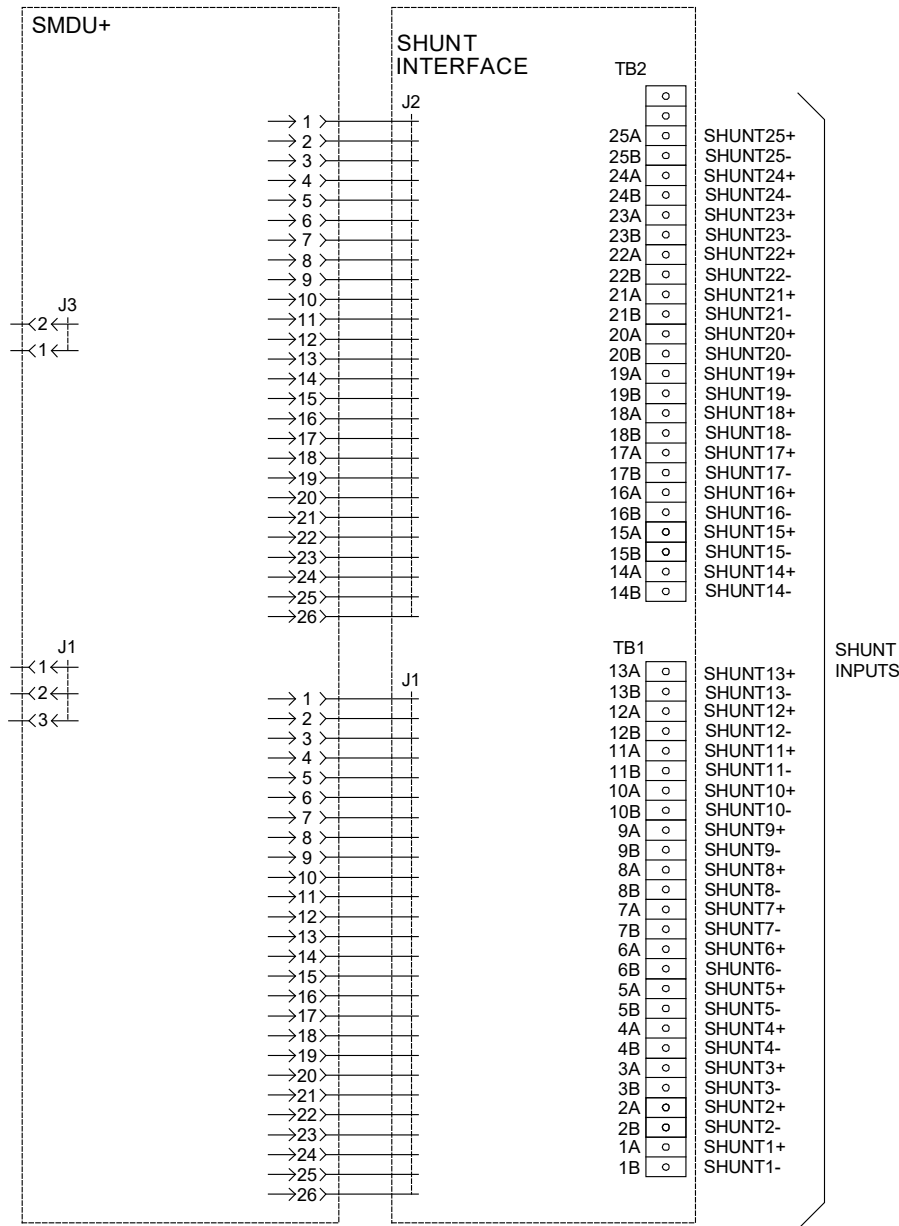 SMDU+
SHUNT
INTERFACE
TB2
J2
1
2
3
4
5
6
7
8
9
10
11
12
13
14
15
16
17
18
19
20
21
22
23
24
25
26
25A SHUNT25+
25B SHUNT25-
24A SHUNT24+
24B SHUNT24-
23A SHUNT23+
23B SHUNT23-
22A SHUNT22+
22B SHUNT22-
21A SHUNT21+
21B SHUNT21-
20A SHUNT20+
20B SHUNT20-
19A SHUNT19+
19B SHUNT19-
18A SHUNT18+
18B SHUNT18-
17A SHUNT17+
17B SHUNT17-
16A SHUNT16+
16B SHUNT16-
15A SHUNT15+
15B SHUNT15-
14A SHUNT14+
14B SHUNT14-
J3
2
1
J1
1
2
3
SHUNT
INPUTS
TB1
J1
1
2
3
4
5
6
7
8
9
10
11
12
13
14
15
16
17
18
19
20
21
22
23
24
25
26
13A SHUNT13+
13B SHUNT13-
12A SHUNT12+
12B SHUNT12-
11A SHUNT11+
11B SHUNT11-
10A SHUNT10+
10B SHUNT10-
9A SHUNT9+
9B SHUNT9-
8A SHUNT8+
8B SHUNT8-
7A SHUNT7+
7B SHUNT7-
6A SHUNT6+
6B SHUNT6-
5A SHUNT5+
5B SHUNT5-
4A SHUNT4+
4B SHUNT4-
3A SHUNT3+
3B SHUNT3-
2A SHUNT2+
2B SHUNT2-
1A SHUNT1+
1B SHUNT1-